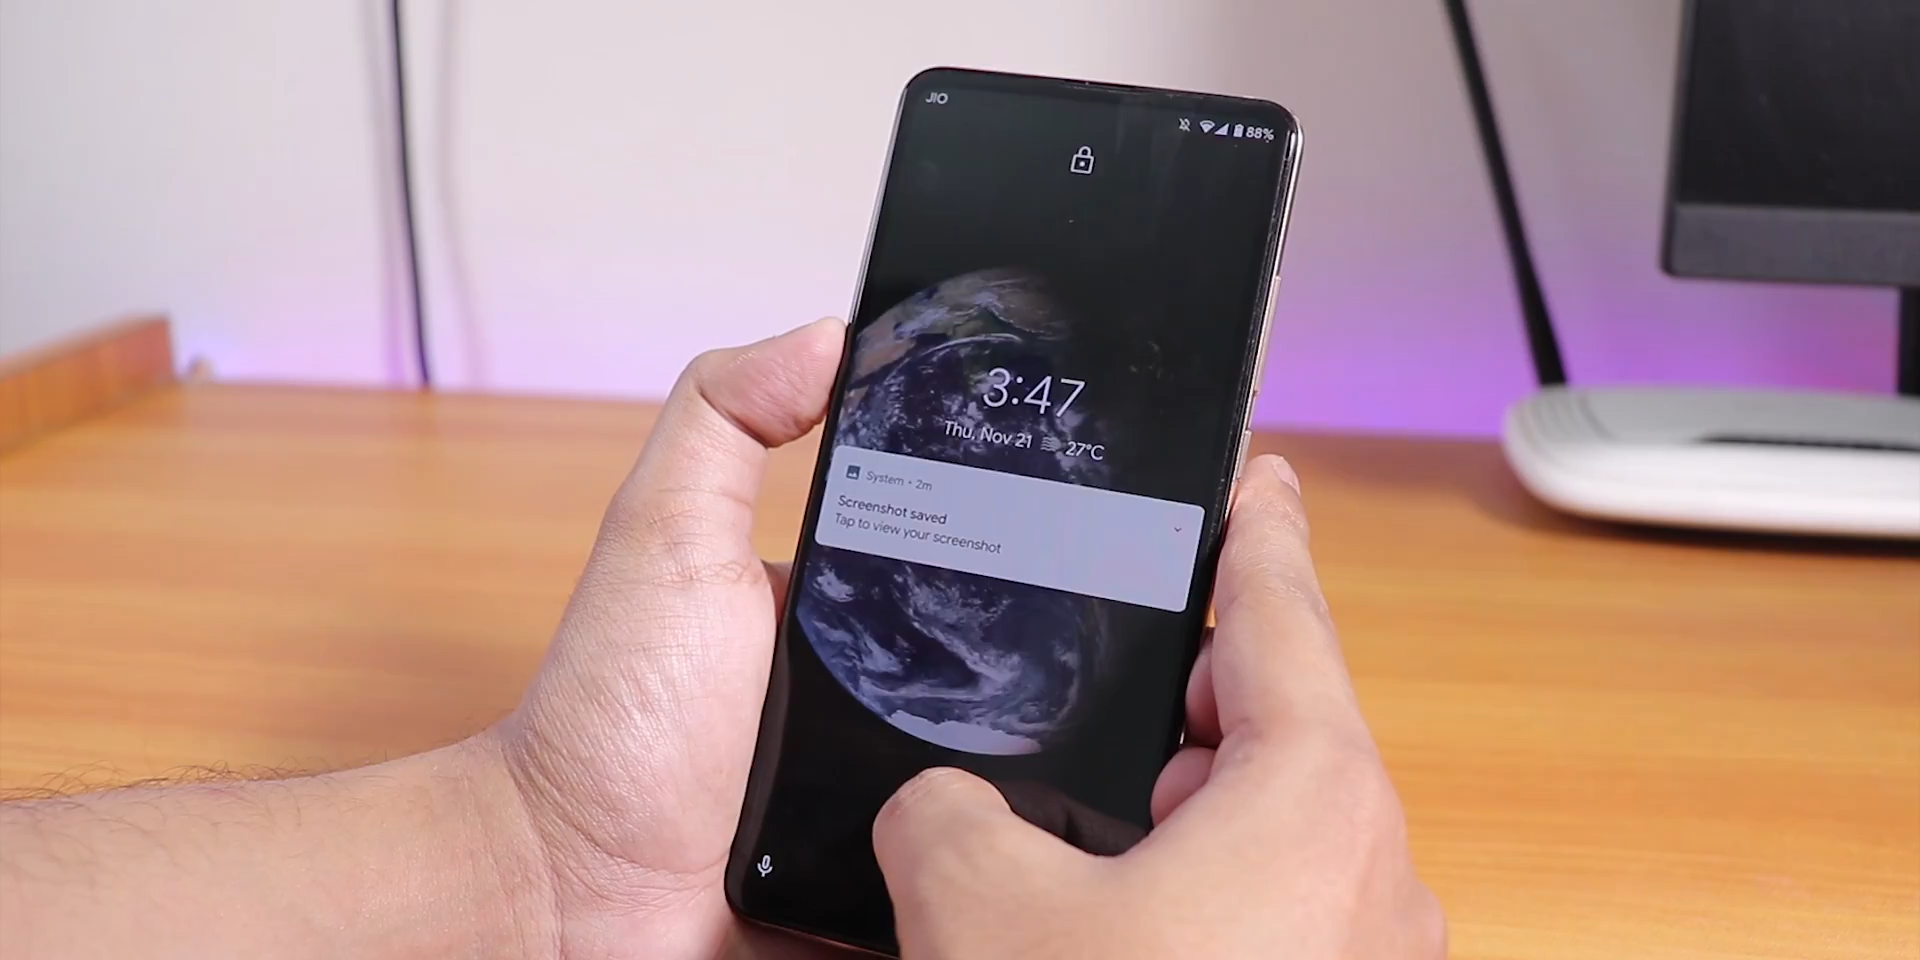 JIO
88%
3:47
Thu, Nov 21 27°C
System • 2m
Screenshot saved
Tap to view your screenshot